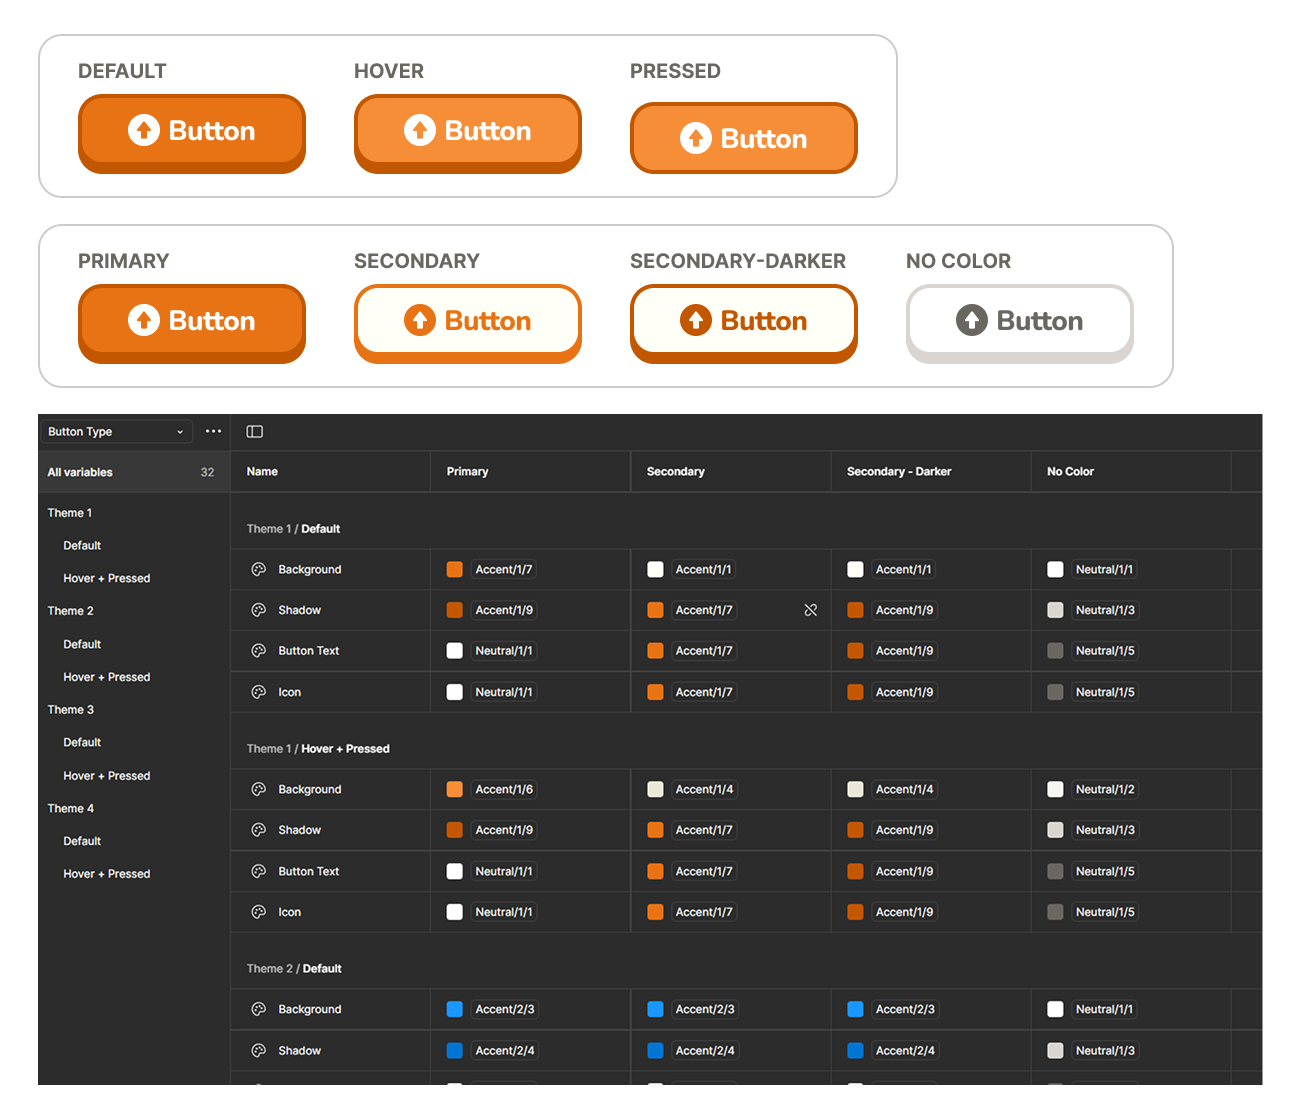 DEFAULT HOVER PRESSED
Button Button Button
PRIMARY SECONDARY SECONDARY-DARKER NO COLOR
Button Button Button Button
Button Type
All variables 32
Theme 1
Default
Hover + Pressed
Theme 2
Default
Hover + Pressed
Theme 3
Default
Hover + Pressed
Theme 4
Default
Hover + Pressed
Name Primary Secondary Secondary - Darker No Color
Theme 1 / Default
Background Accent/1/7 Accent/1/1 Accent/1/1 Neutral/1/1
Shadow Accent/1/9 Accent/1/7 Accent/1/9 Neutral/1/3
Button Text Neutral/1/1 Accent/1/7 Accent/1/9 Neutral/1/5
Icon Neutral/1/1 Accent/1/7 Accent/1/9 Neutral/1/5
Theme 1 / Hover + Pressed
Background Accent/1/6 Accent/1/4 Accent/1/4 Neutral/1/2
Shadow Accent/1/9 Accent/1/7 Accent/1/9 Neutral/1/3
Button Text Neutral/1/1 Accent/1/7 Accent/1/9 Neutral/1/5
Icon Neutral/1/1 Accent/1/7 Accent/1/9 Neutral/1/5
Theme 2 / Default
Background Accent/2/3 Accent/2/3 Accent/2/3 Neutral/1/1
Shadow Accent/2/4 Accent/2/4 Accent/2/4 Neutral/1/3